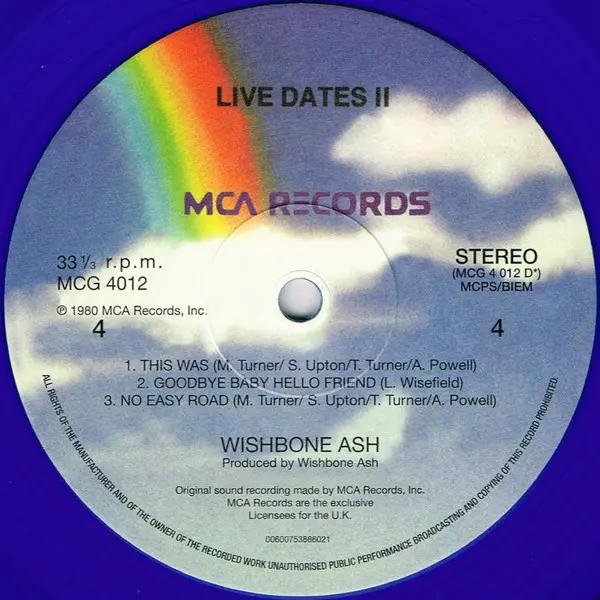 LIVE DATES II
MCA RECORDS
33 ⅓ r.p.m.
MCG 4012
℗ 1980 MCA Records, Inc.
4
STEREO
(MCG 4 012 D*)
MCPS/BIEM
4
1. THIS WAS (M. Turner/ S. Upton/T. Turner/A. Powell)
2. GOODBYE BABY HELLO FRIEND (L. Wisefield)
3. NO EASY ROAD (M. Turner/ S. Upton/T. Turner/A. Powell)
WISHBONE ASH
Produced by Wishbone Ash
Original sound recording made by MCA Records, Inc.
MCA Records are the exclusive
Licensees for the U.K.
00600753886021
ALL RIGHTS OF THE MANUFACTURER AND OF THE OWNER OF THE RECORDED WORK UNAUTHORISED PUBLIC PERFORMANCE BROADCASTING AND COPYING OF THIS RECORD PROHIBITED.